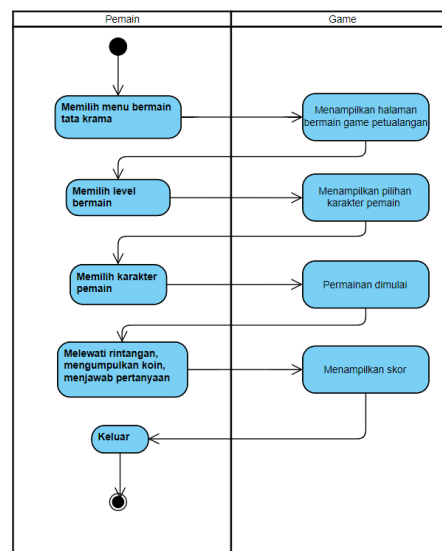 Pemain
Game
Memilih menu bermain
tata krama
Menampilkan halaman
bermain game petualangan
Memilih level
bermain
Menampilkan pilihan
karakter pemain
Memilih karakter
pemain
Permainan dimulai
Melewati rintangan,
mengumpulkan koin,
menjawab pertanyaan
Menampilkan skor
Keluar